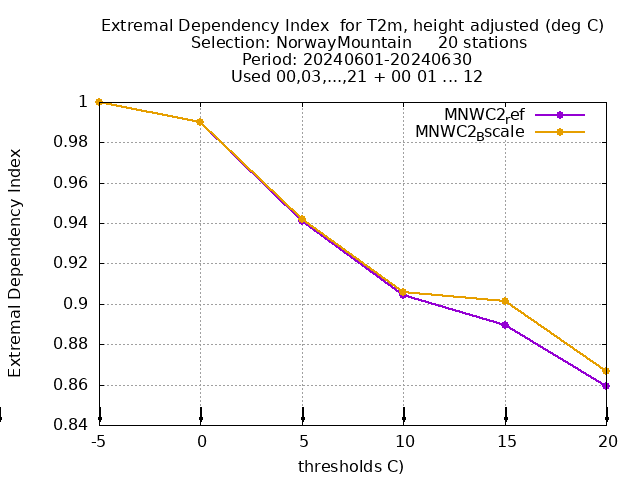 Extremal Dependency Index  for T2m, height adjusted (deg C)
Selection: NorwayMountain     20 stations
Period: 20240601-20240630
Used 00,03,...,21 + 00 01 ... 12
MNWC2ref
MNWC2Bscale
Extremal Dependency Index
1
0.98
0.96
0.94
0.92
0.9
0.88
0.86
0.84
-5 0 5 10 15 20
thresholds C)